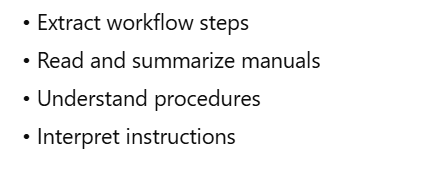 • Extract workflow steps
• Read and summarize manuals
• Understand procedures
• Interpret instructions